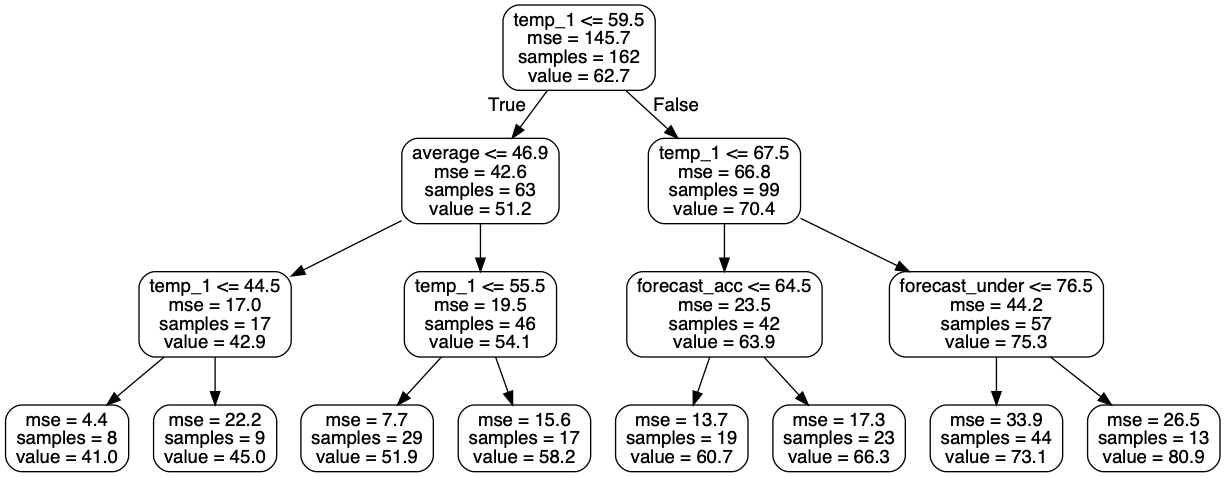 temp_1 <= 59.5
mse = 145.7
samples = 162
value = 62.7
True
False
average <= 46.9
mse = 42.6
samples = 63
value = 51.2
temp_1 <= 67.5
mse = 66.8
samples = 99
value = 70.4
temp_1 <= 44.5
mse = 17.0
samples = 17
value = 42.9
temp_1 <= 55.5
mse = 19.5
samples = 46
value = 54.1
forecast_acc <= 64.5
mse = 23.5
samples = 42
value = 63.9
forecast_under <= 76.5
mse = 44.2
samples = 57
value = 75.3
mse = 4.4
samples = 8
value = 41.0
mse = 22.2
samples = 9
value = 45.0
mse = 7.7
samples = 29
value = 51.9
mse = 15.6
samples = 17
value = 58.2
mse = 13.7
samples = 19
value = 60.7
mse = 17.3
samples = 23
value = 66.3
mse = 33.9
samples = 44
value = 73.1
mse = 26.5
samples = 13
value = 80.9